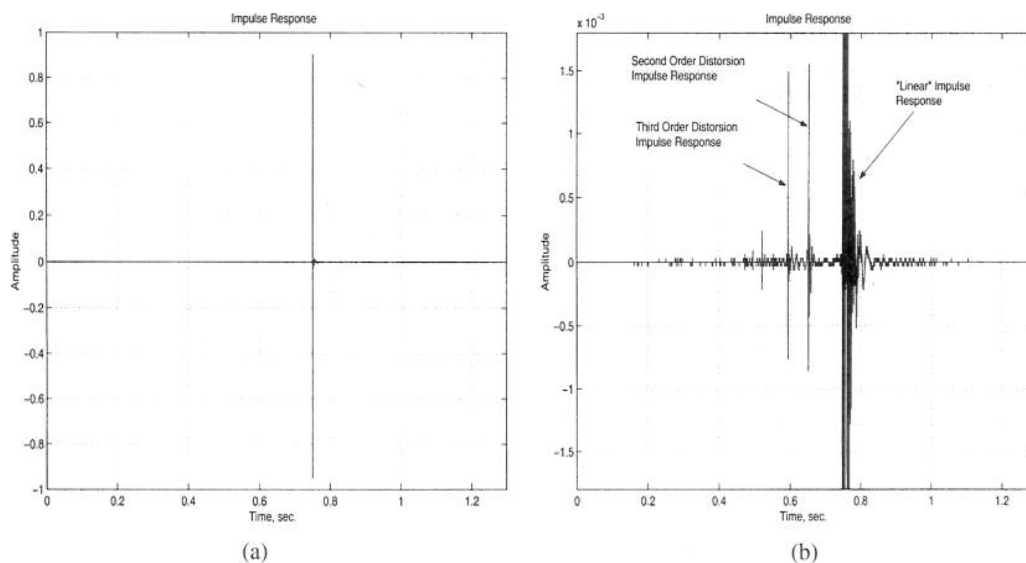 Impulse Response
1
0.8
0.6
0.4
0.2
0
−0.2
−0.4
−0.6
−0.8
−1
Amplitude
0
0.2
0.4
0.6
0.8
1
1.2
Time, sec.
(a)
x 10⁻³
Impulse Response
1.5
1
0.5
0
−0.5
−1
−1.5
Amplitude
Second Order Distorsion
Impulse Response
Third Order Distorsion
Impulse Response
"Linear" Impulse
Response
0
0.2
0.4
0.6
0.8
1
1.2
Time, sec.
(b)